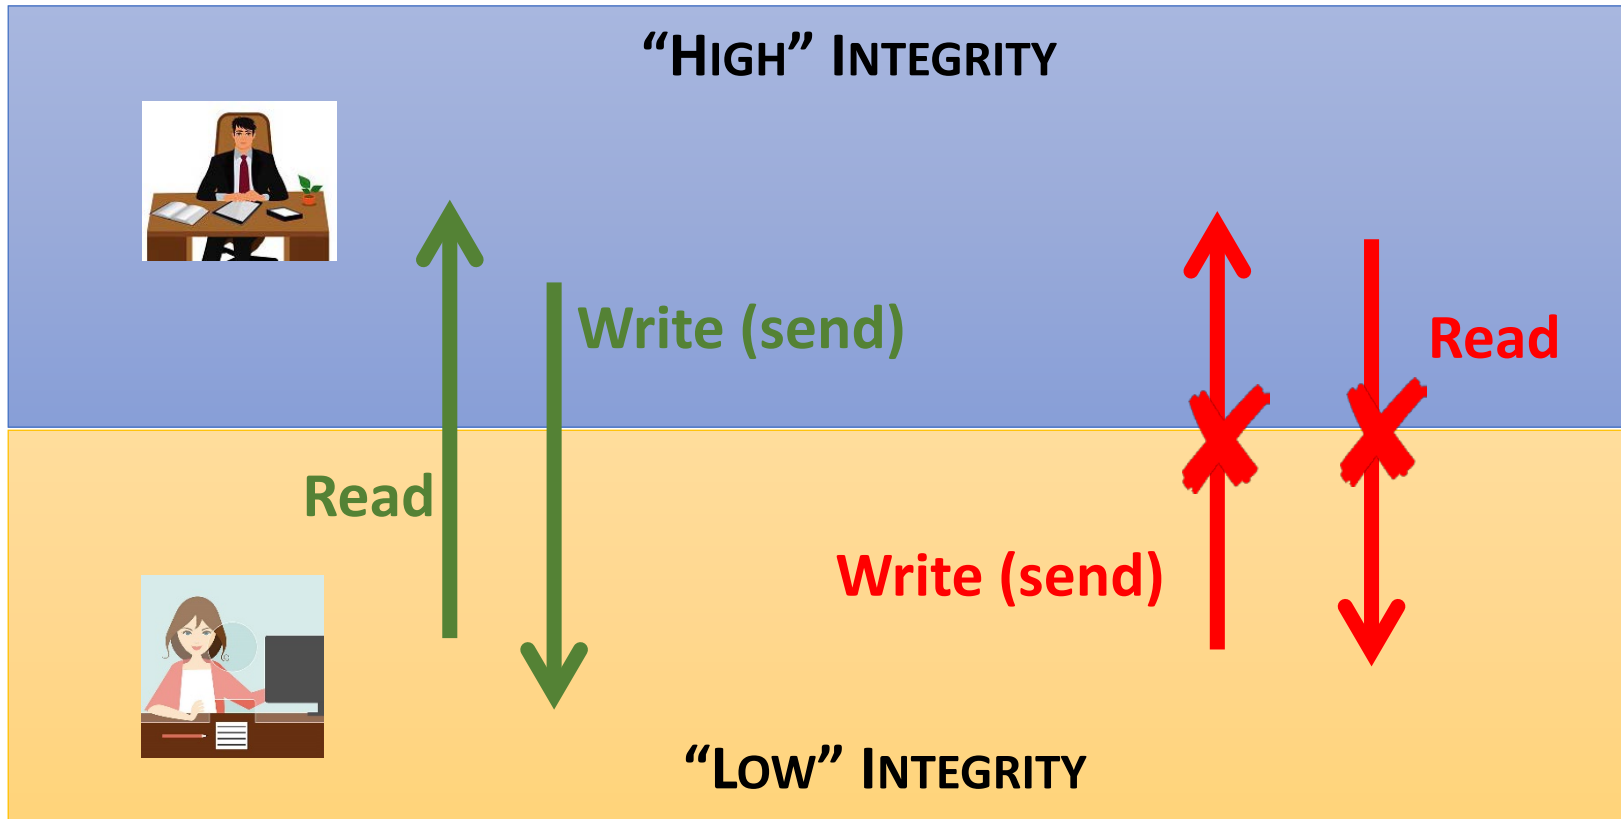 “HIGH” INTEGRITY
Write (send)
Read
Read
Write (send)
“LOW” INTEGRITY